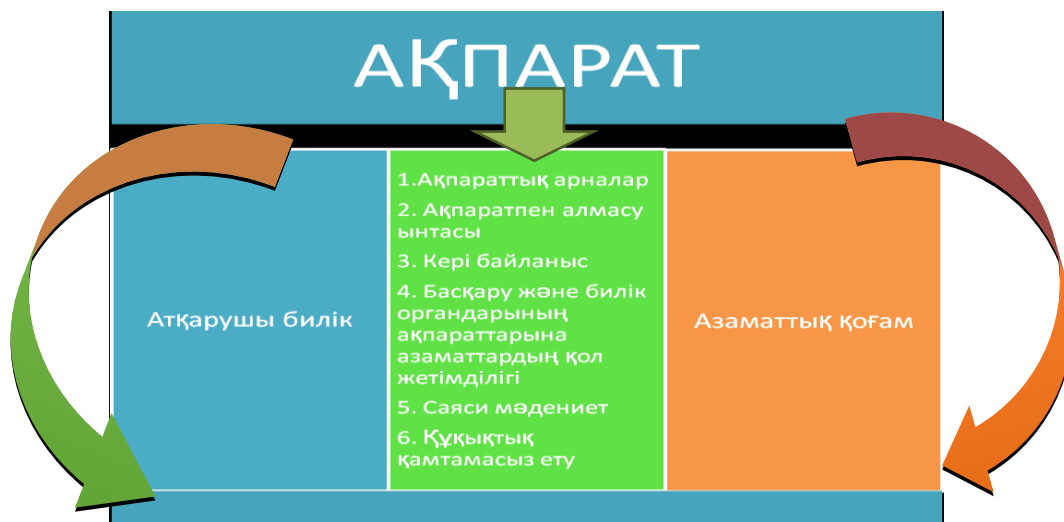 АҚПАРАТ
Атқарушы билік
1.Ақпараттық арналар
2. Ақпаратпен алмасу
ынтасы
3. Кері байланыс
4. Басқару және билік
органдарының
ақпараттарына
азаматтардың қол
жетімділігі
5. Саяси мәдениет
6. Құқықтық
қамтамасыз ету
Азаматтық қоғам